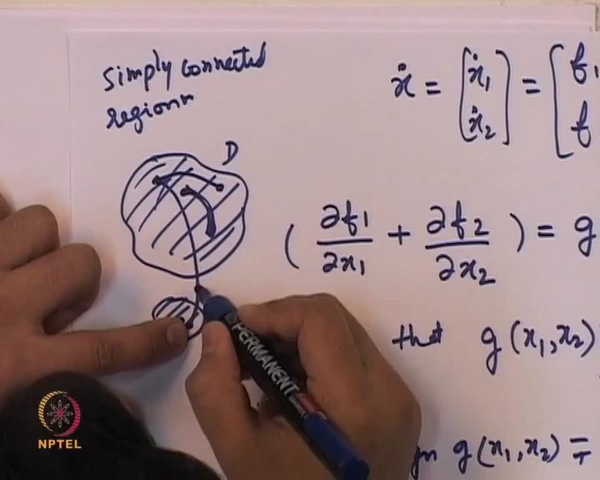 Simply connected
region
D
ẋ = [ẋ₁ ẋ₂] = [f₁ f
( ∂f₁/∂x₁ + ∂f₂/∂x₂ ) = g
that g(x₁,x₂)
g(x₁,x₂) =
PERMANENT
NPTEL